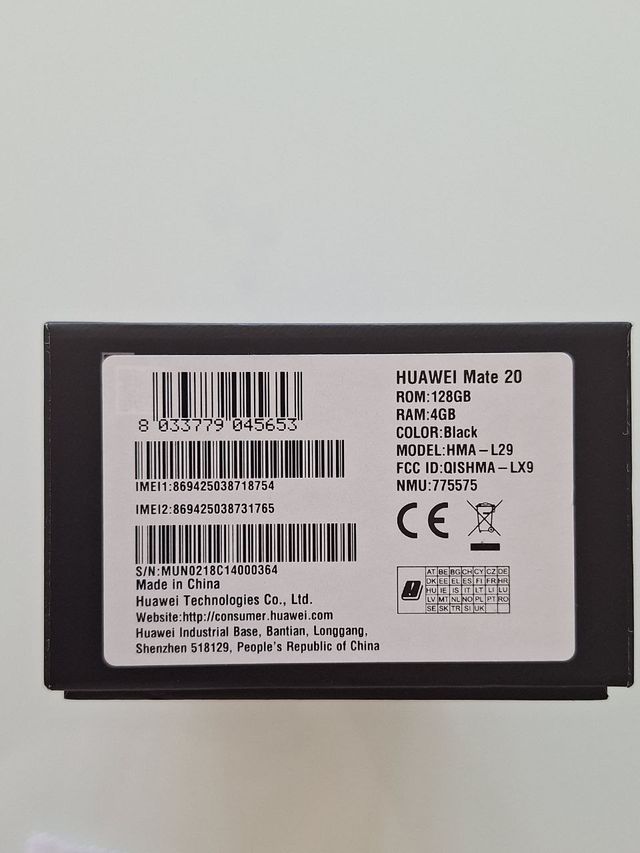 8 033779 045653
IMEI1:869425038718754
IMEI2:869425038731765
S/N:MUN0218C14000364
Made in China
Huawei Technologies Co., Ltd.
Website:http://consumer.huawei.com
Huawei Industrial Base, Bantian, Longgang,
Shenzhen 518129, People's Republic of China
HUAWEI Mate 20
ROM:128GB
RAM:4GB
COLOR:Black
MODEL:HMA-L29
FCC ID:QISHMA-LX9
NMU:775575
CE
AT BE BG CH CY CZ DE
DK EE EL ES FI FR HR
HU IE IS IT LT LI LU
LV MT NL NO PL PT RO
SE SK TR SI UK